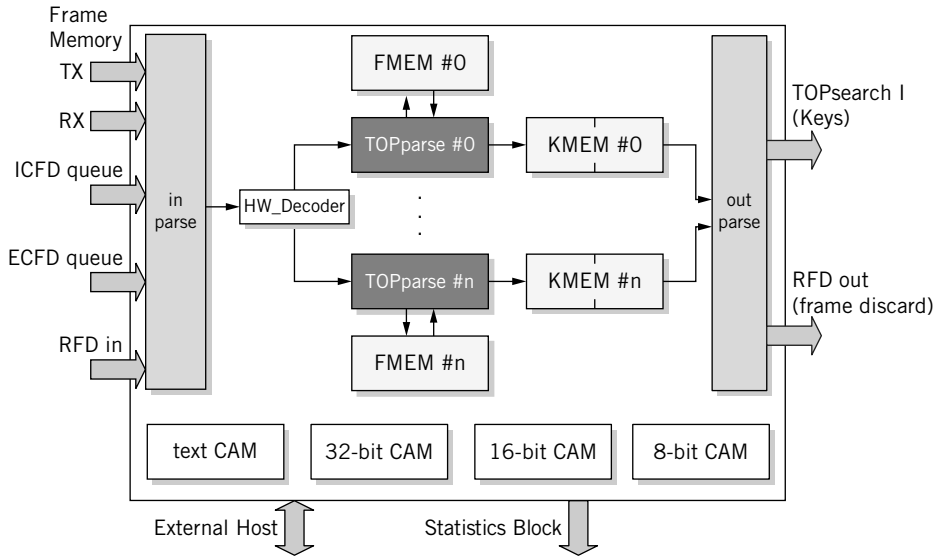 Frame
Memory
TX
RX
ICFD queue
ECFD queue
RFD in
in
parse
HW_Decoder
FMEM #0
TOPparse #0
KMEM #0
.
.
.
TOPparse #n
KMEM #n
FMEM #n
out
parse
TOPsearch I
(Keys)
RFD out
(frame discard)
text CAM
32-bit CAM
16-bit CAM
8-bit CAM
External Host
Statistics Block